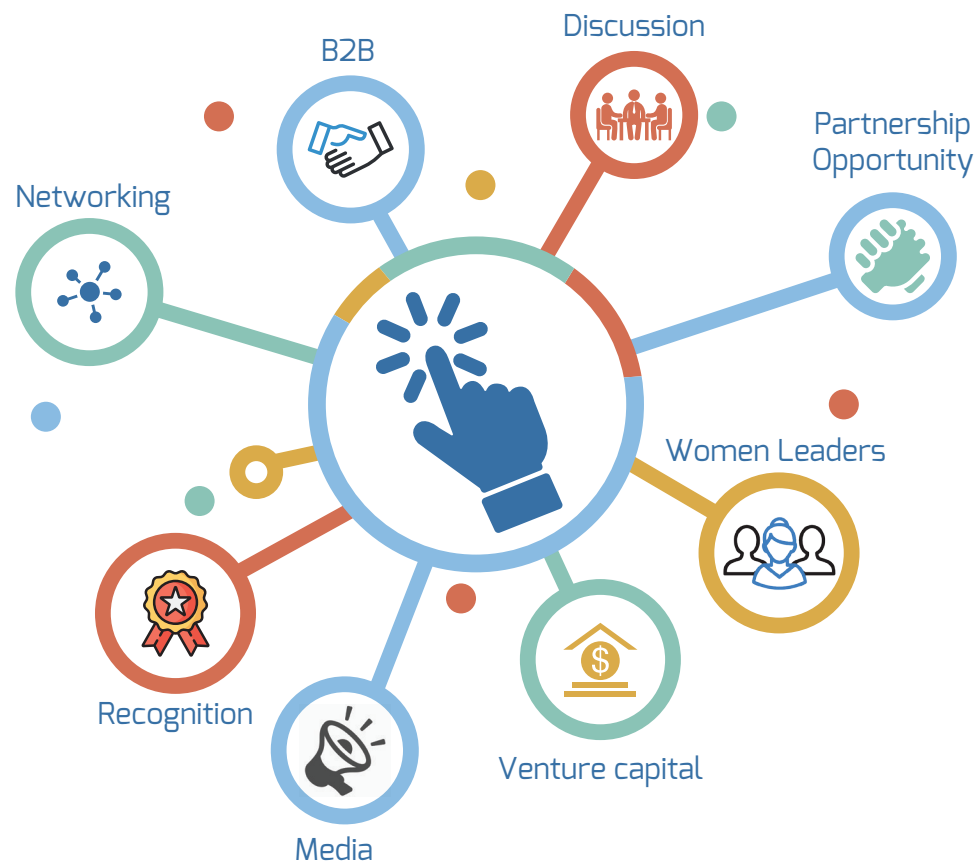 Discussion
B2B
Partnership
Opportunity
Networking
Women Leaders
Recognition
Venture capital
Media
$